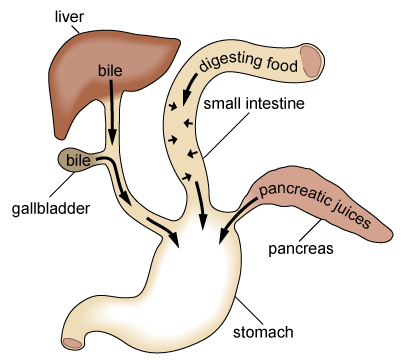 liver
bile
digesting food
small intestine
bile
gallbladder
pancreatic juices
pancreas
stomach